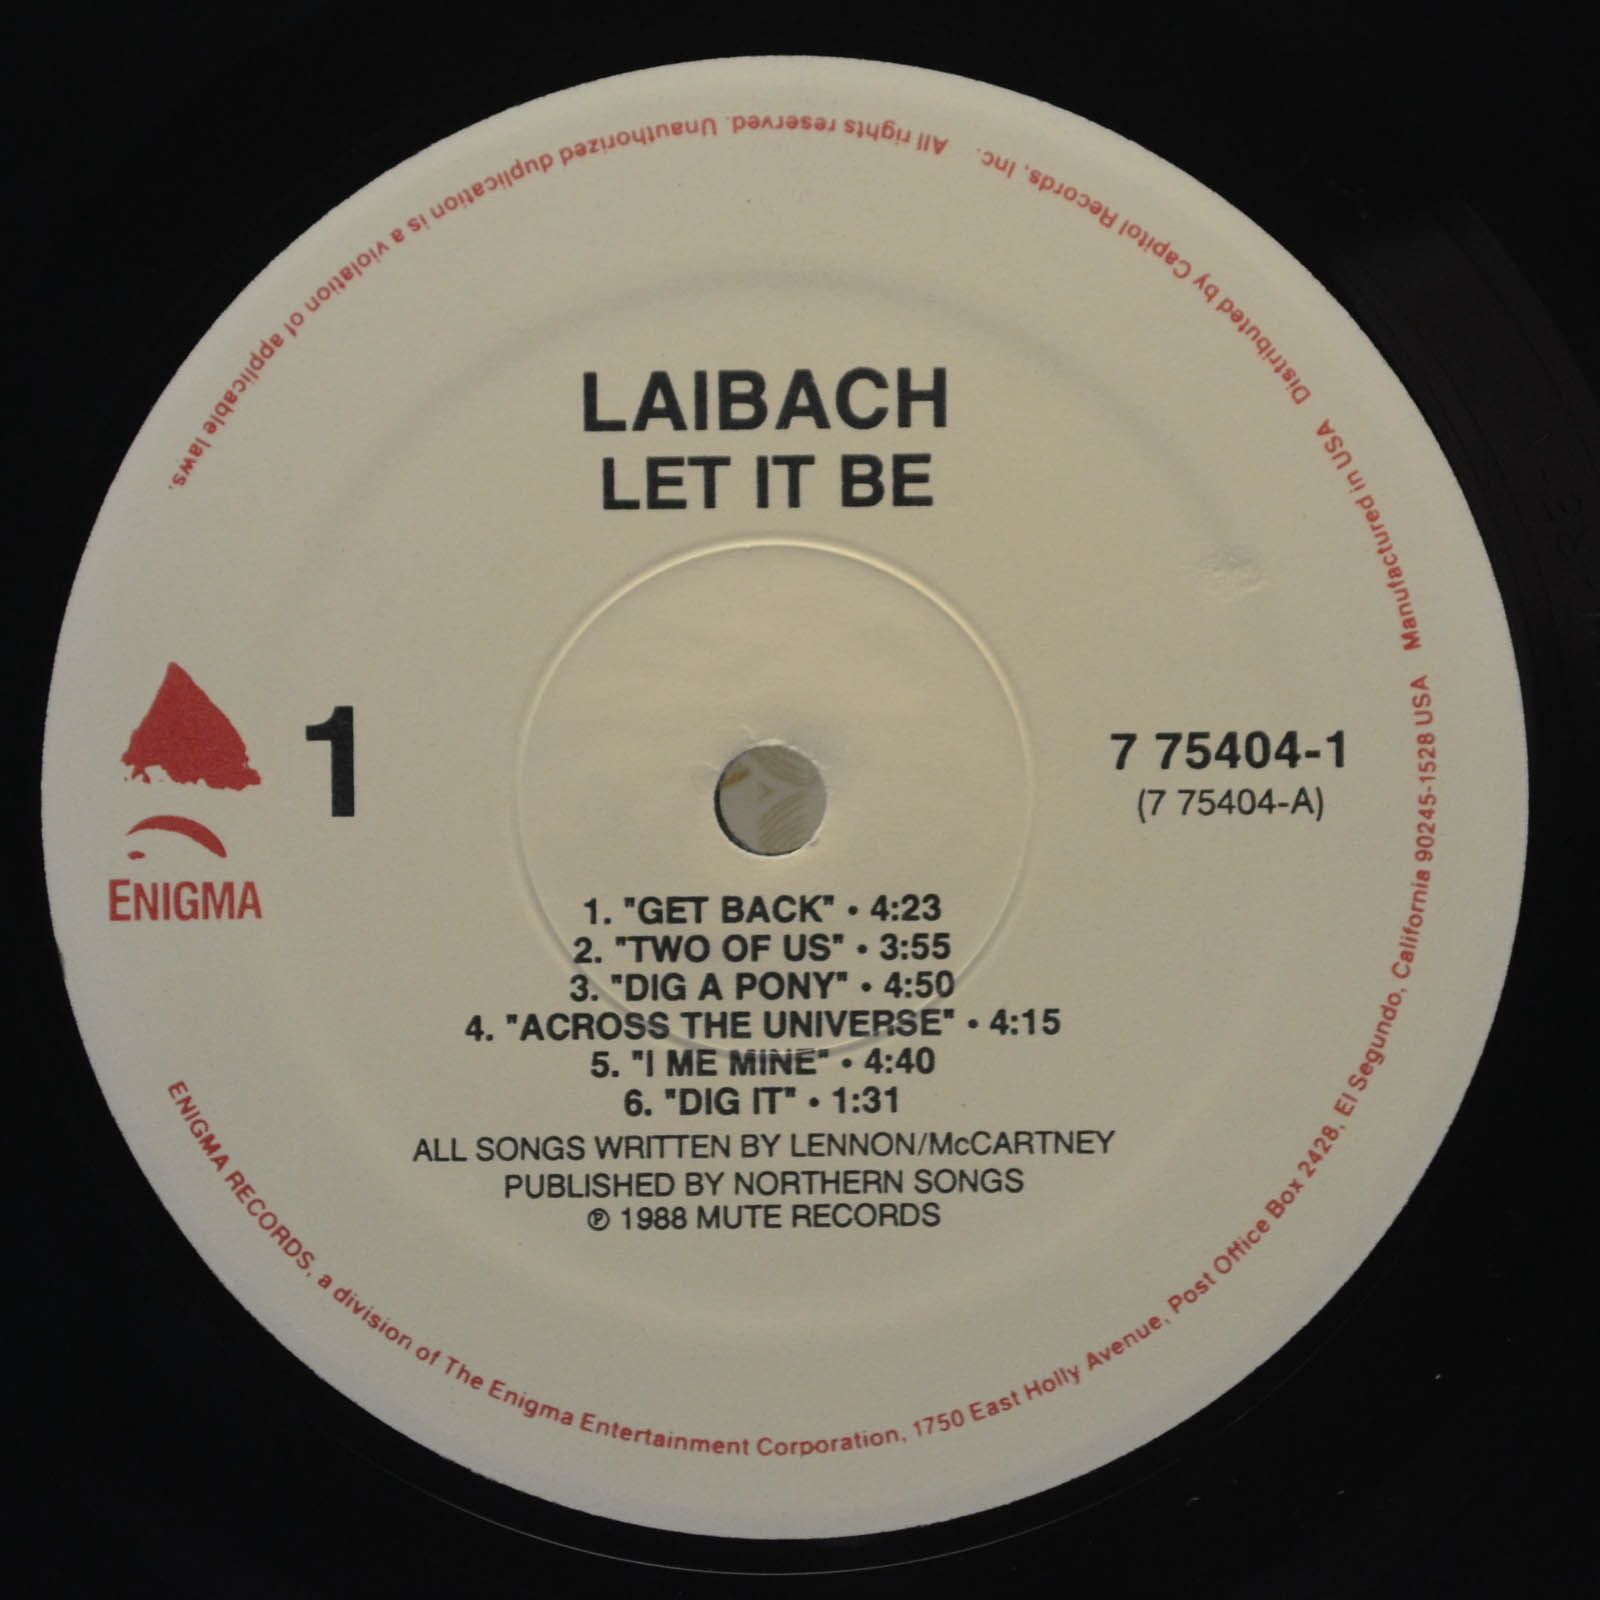 LAIBACH
LET IT BE
ENIGMA
1
7 75404-1
(7 75404-A)
1. "GET BACK" • 4:23
2. "TWO OF US" • 3:55
3. "DIG A PONY" • 4:50
4. "ACROSS THE UNIVERSE" • 4:15
5. "I ME MINE" • 4:40
6. "DIG IT" • 1:31
ALL SONGS WRITTEN BY LENNON/McCARTNEY
PUBLISHED BY NORTHERN SONGS
℗ 1988 MUTE RECORDS
ENIGMA RECORDS, a division of The Enigma Entertainment Corporation, 1750 East Holly Avenue, Post Office Box 2428, El Segundo, California 90245-1528 USA Manufactured in USA Distributed by Capitol Records, Inc. All rights reserved. Unauthorized duplication is a violation of applicable laws.